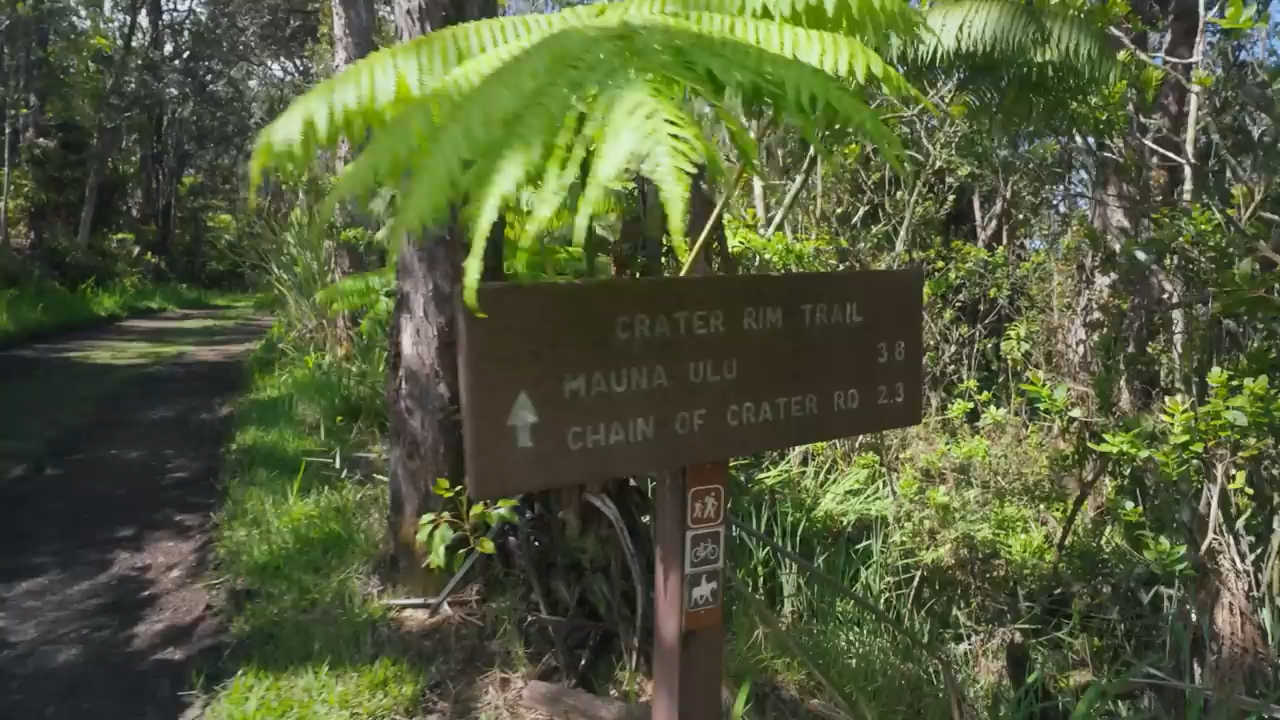 CRATER RIM TRAIL
MAUNA ULU 3.8
CHAIN OF CRATER RD 2.3